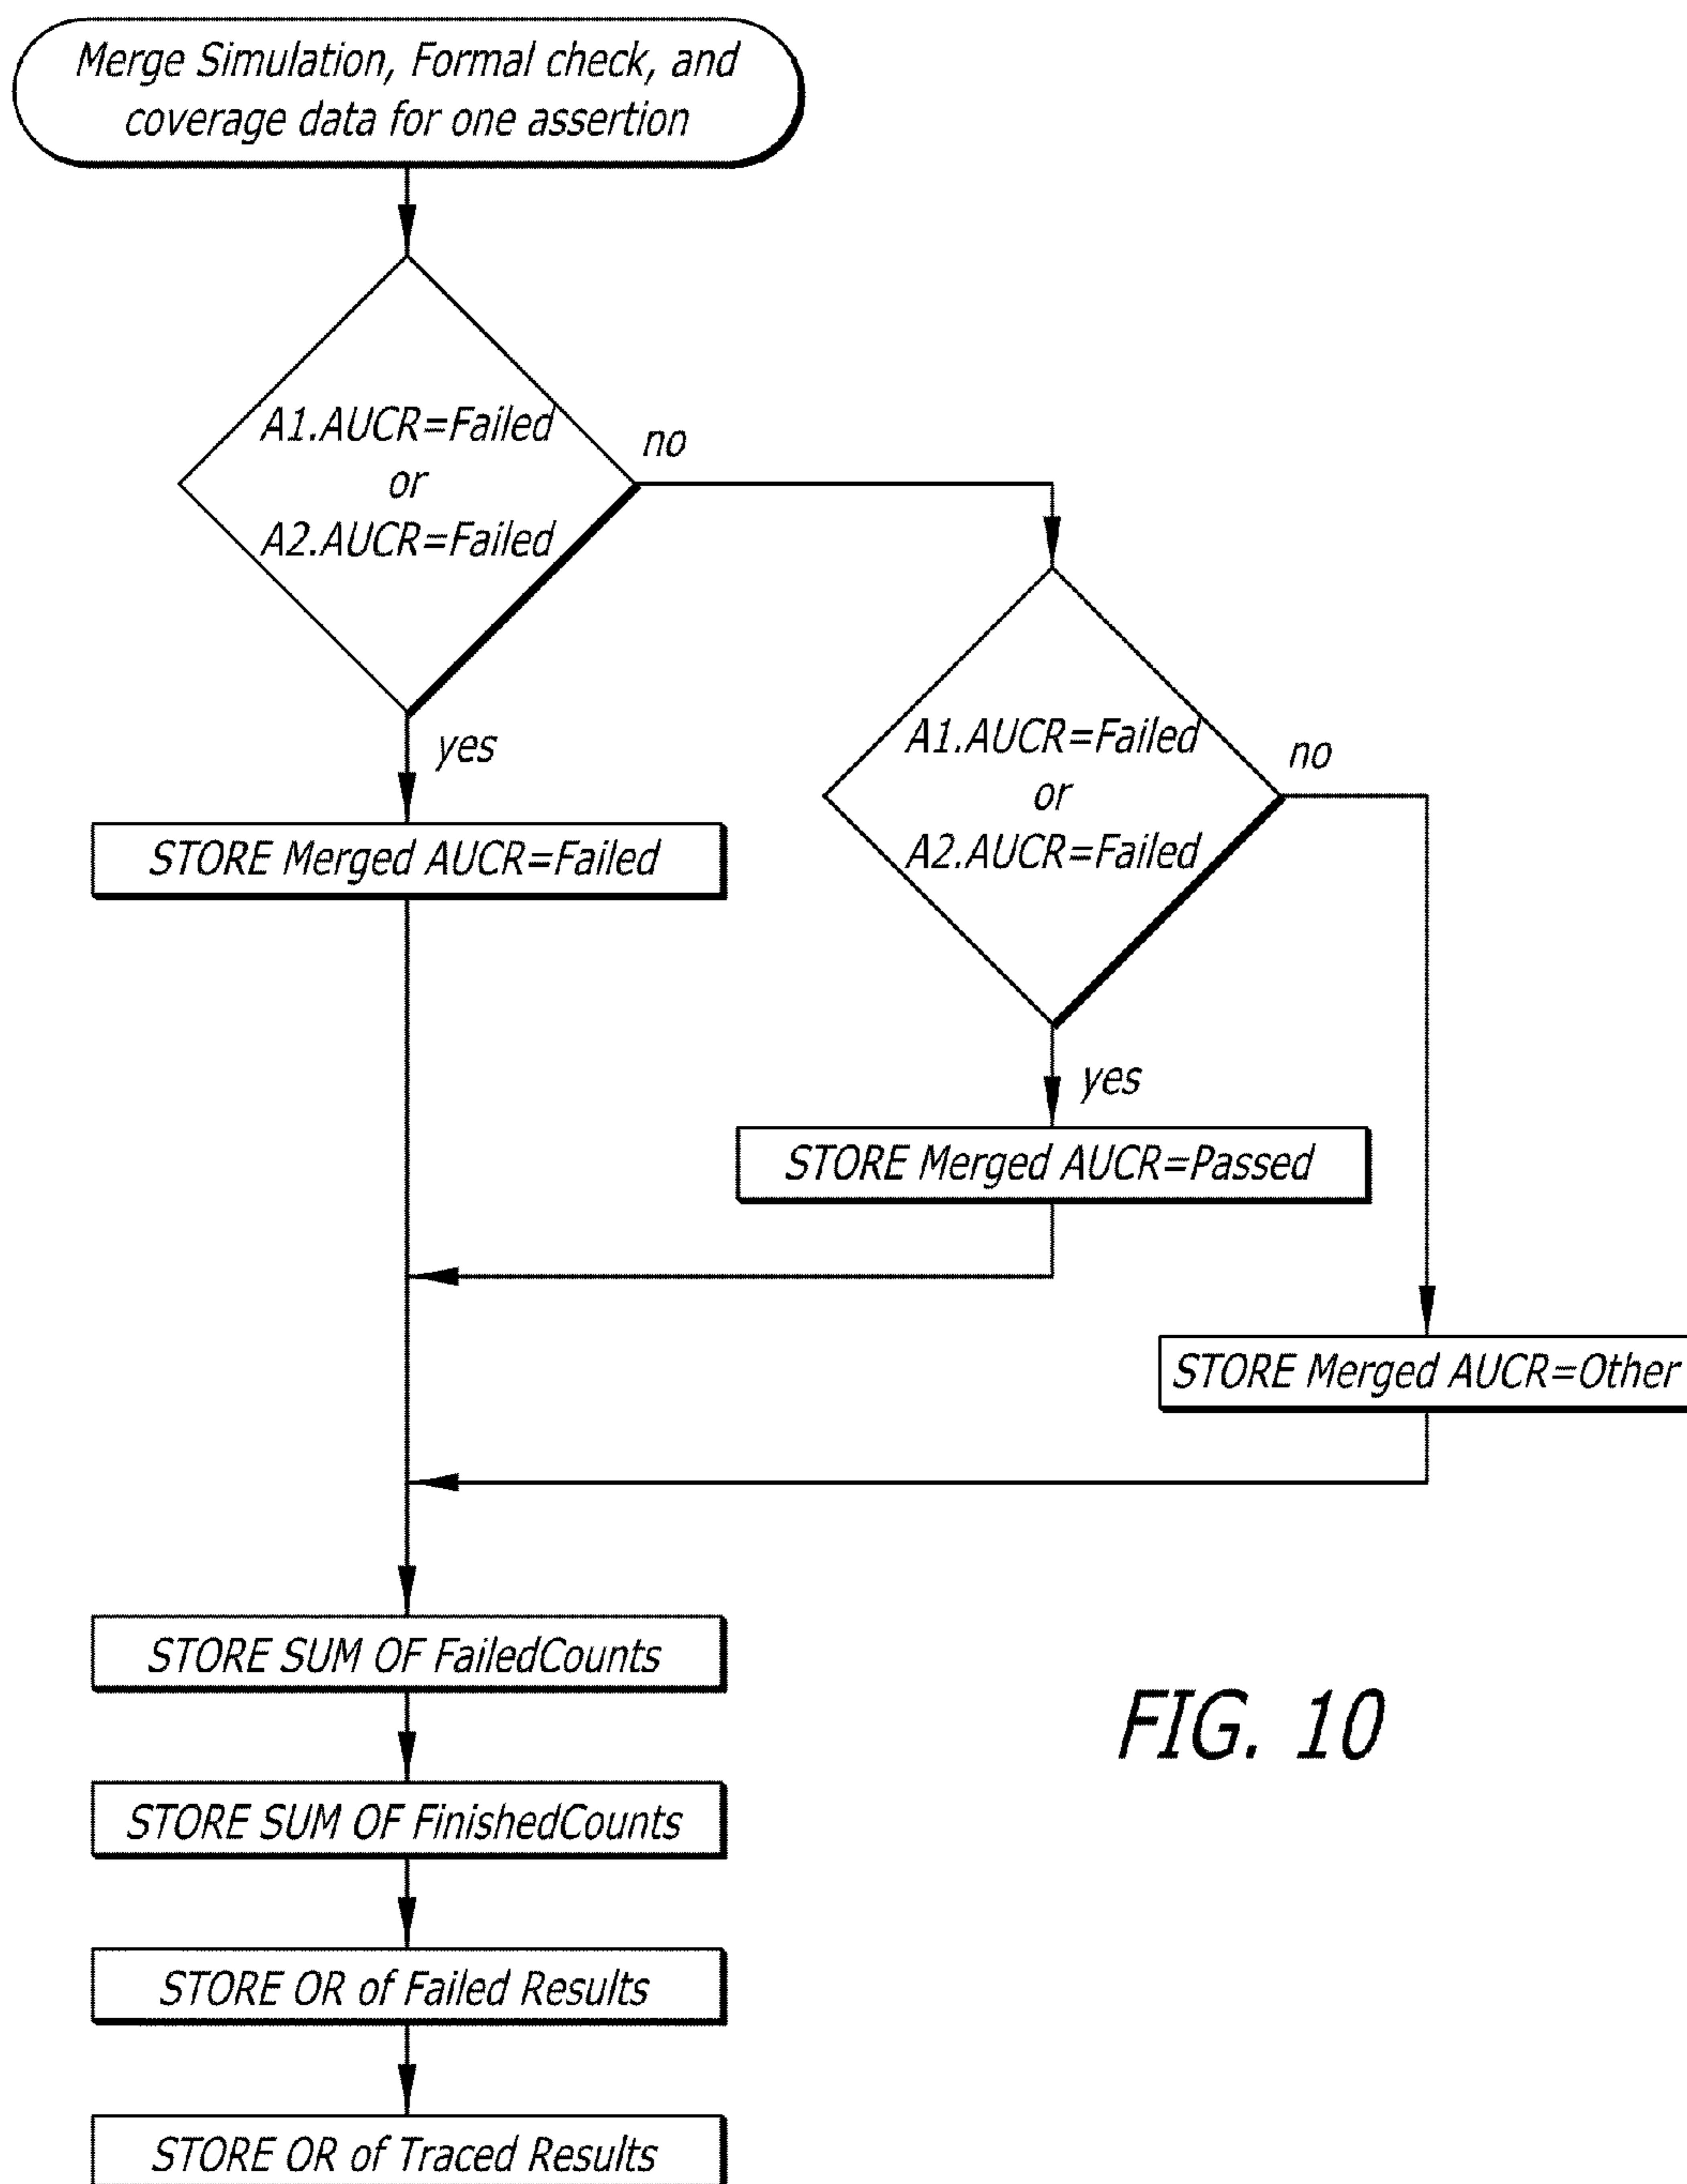 Merge Simulation, Formal check, and
coverage data for one assertion
A1.AUCR=Failed
or
A2.AUCR=Failed
no
yes
STORE Merged AUCR=Failed
A1.AUCR=Failed
or
A2.AUCR=Failed
no
yes
STORE Merged AUCR=Passed
STORE Merged AUCR=Other
STORE SUM OF FailedCounts
STORE SUM OF FinishedCounts
STORE OR of Failed Results
STORE OR of Traced Results
FIG. 10